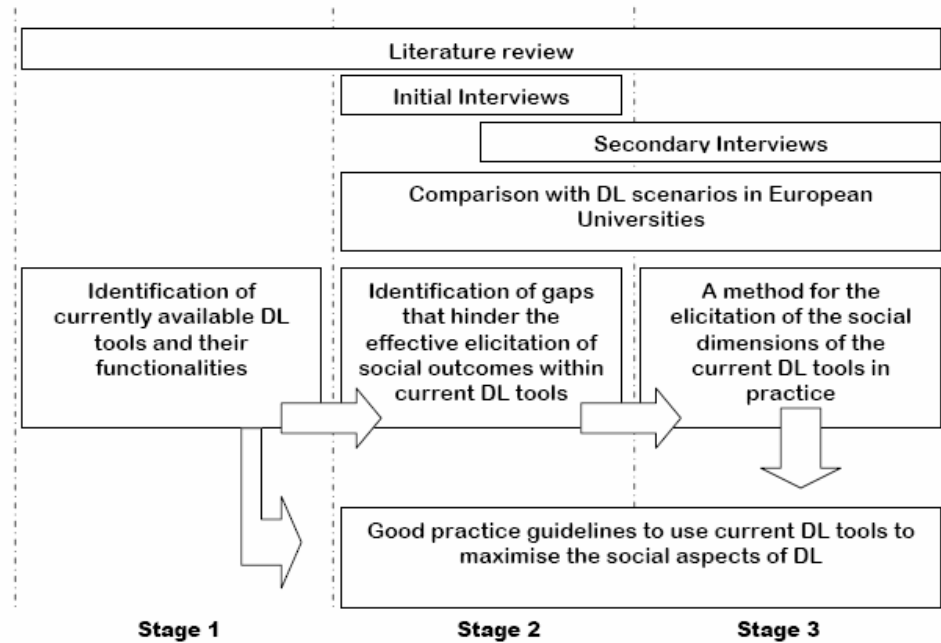 Literature review
Initial Interviews
Secondary Interviews
Comparison with DL scenarios in European
Universities
Identification of
currently available DL
tools and their
functionalities
Identification of gaps
that hinder the
effective elicitation of
social outcomes within
current DL tools
A method for the
elicitation of the social
dimensions of the
current DL tools in
practice
Good practice guidelines to use current DL tools to
maximise the social aspects of DL
Stage 1
Stage 2
Stage 3